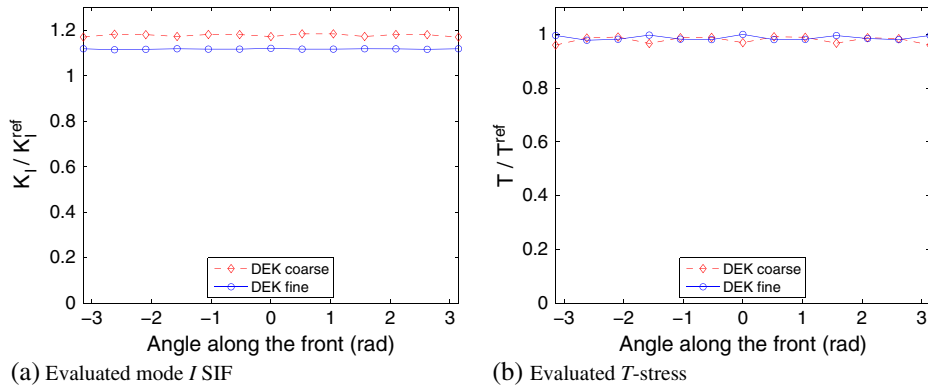 1.2
1
0.8
0.6
0.4
0.2
0
K_I / K_I^ref
DEK coarse
DEK fine
−3 −2 −1 0 1 2 3
Angle along the front (rad)
(a) Evaluated mode I SIF
1
0.8
0.6
0.4
0.2
0
T / T^ref
DEK coarse
DEK fine
−3 −2 −1 0 1 2 3
Angle along the front (rad)
(b) Evaluated T-stress